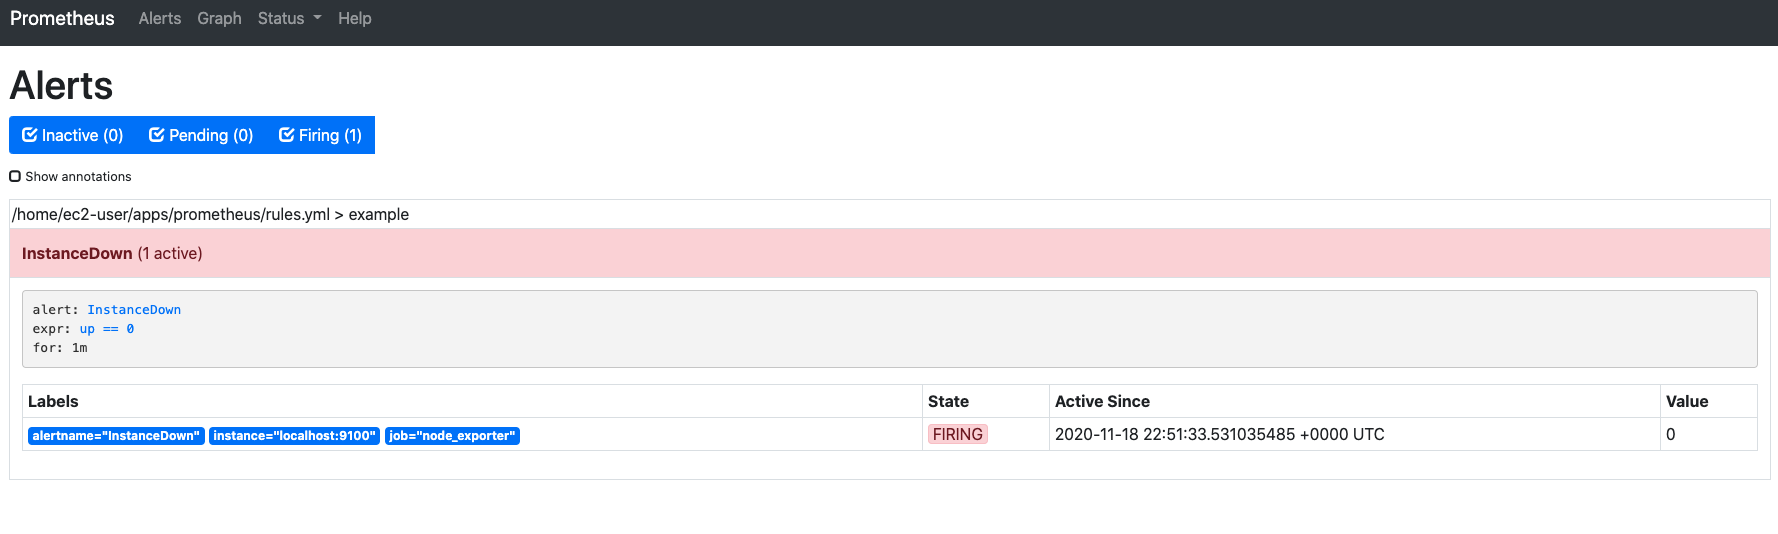 Prometheus Alerts Graph Status Help
Alerts
Inactive (0) Pending (0) Firing (1)
Show annotations
/home/ec2-user/apps/prometheus/rules.yml > example
InstanceDown (1 active)
alert: InstanceDown
expr: up == 0
for: 1m
Labels State Active Since Value
alertname="InstanceDown" instance="localhost:9100" job="node_exporter" FIRING 2020-11-18 22:51:33.531035485 +0000 UTC 0